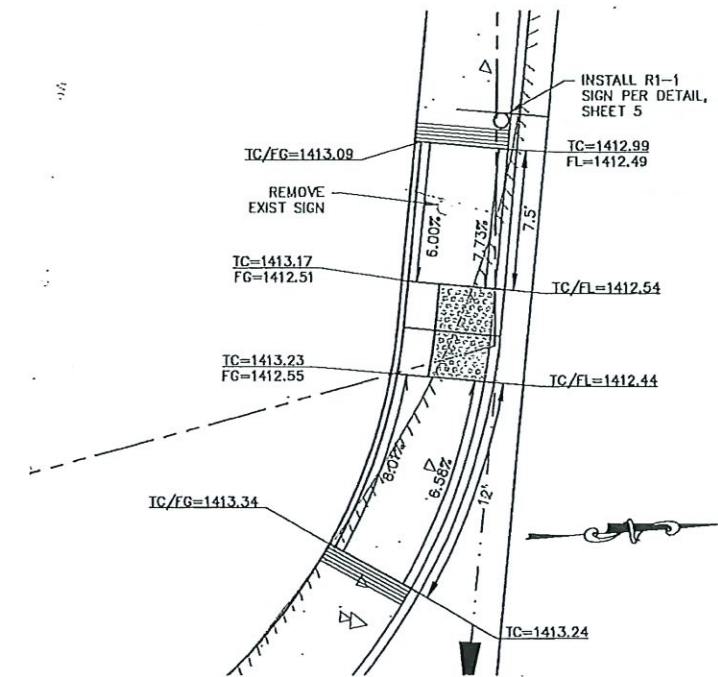 INSTALL R1-1
SIGN PER DETAIL,
SHEET 5
TC/FG=1413.09
TC=1412.99
FL=1412.49
REMOVE
EXIST SIGN
6.00%
7.73%
7.5'
TC=1413.17
FG=1412.51
TC/FL=1412.54
TC=1413.23
FG=1412.55
TC/FL=1412.44
6.58%
12'
TC/FG=1413.34
TC=1413.24